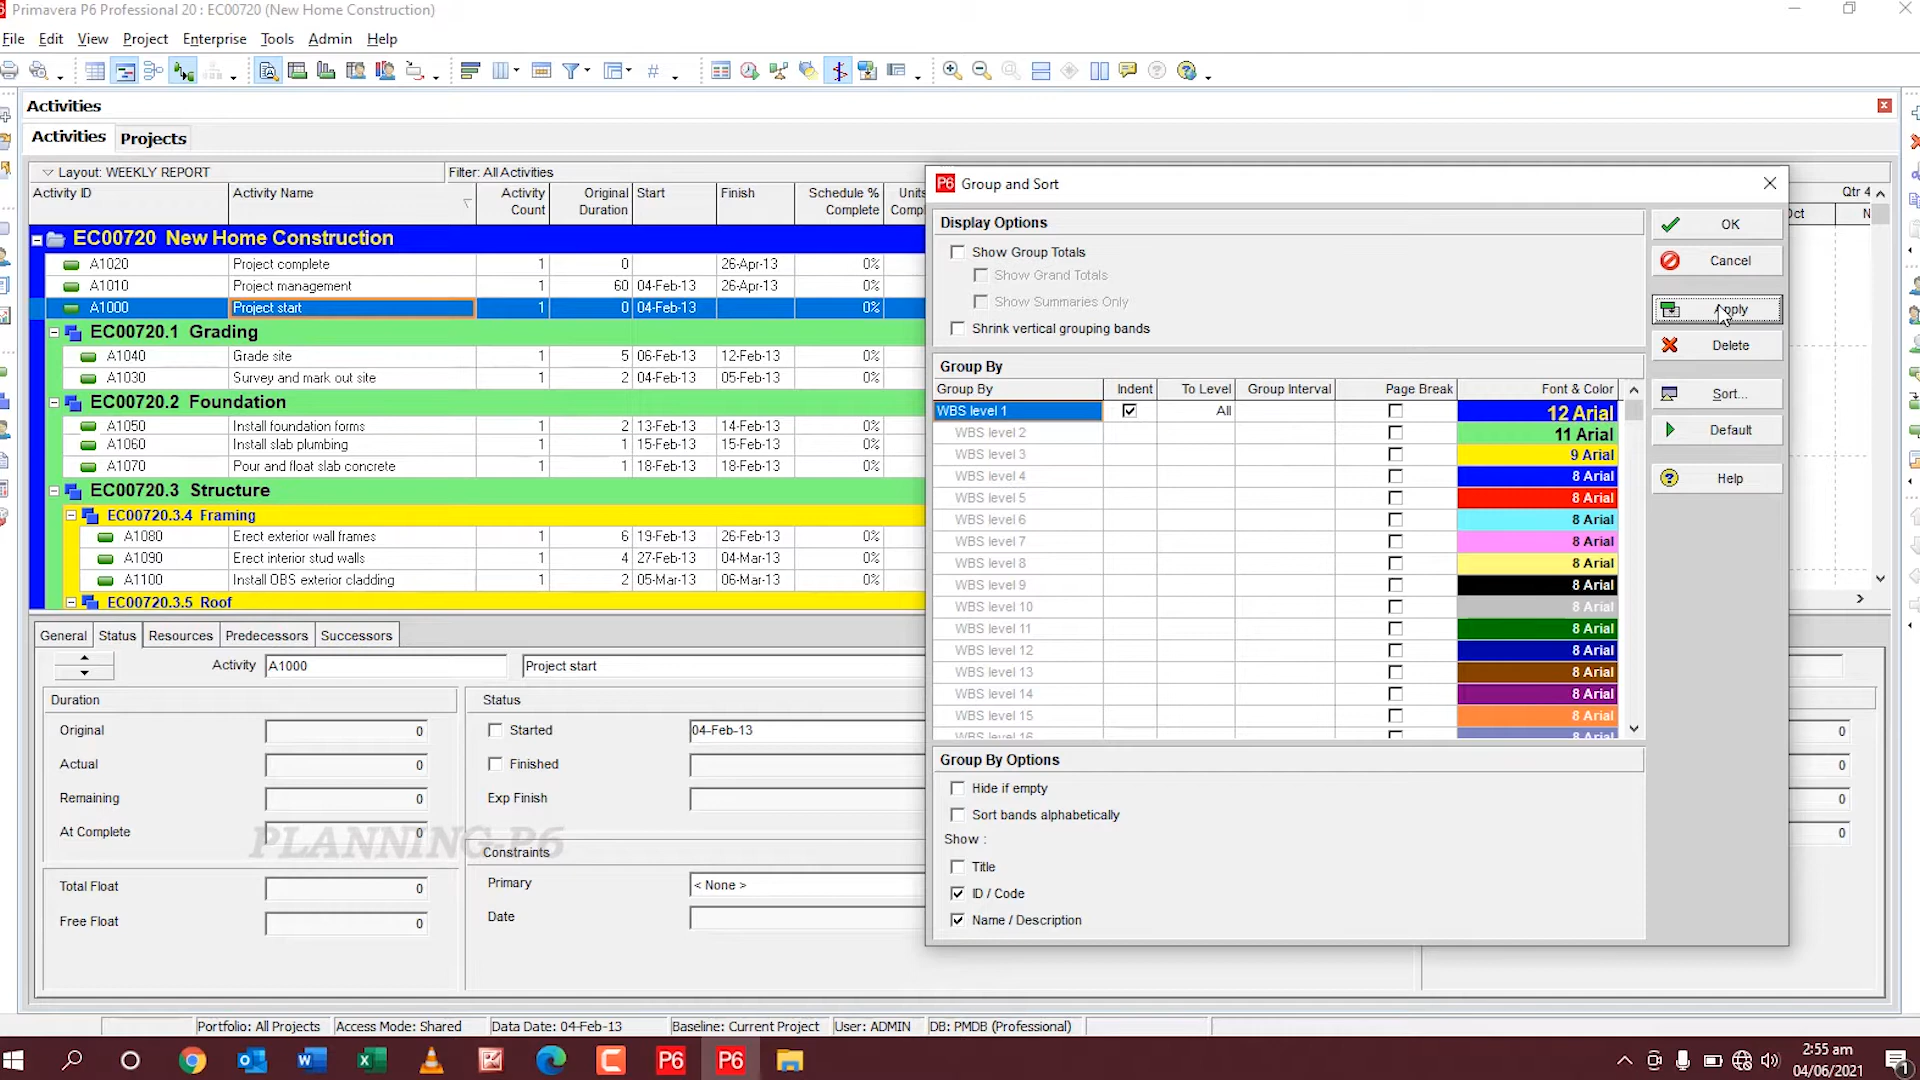 Primavera P6 Professional 20 : EC00720 (New Home Construction)
File Edit View Project Enterprise Tools Admin Help
Activities
Activities Projects
Layout: WEEKLY REPORT Filter: All Activities
Activity ID Activity Name Activity Count Original Duration Start Finish Schedule % Complete Units Compl Qtr 4
EC00720 New Home Construction
A1020 Project complete 1 0 26-Apr-13 0%
A1010 Project management 1 60 04-Feb-13 26-Apr-13 0%
A1000 Project start 1 0 04-Feb-13 0%
EC00720.1 Grading
A1040 Grade site 1 5 06-Feb-13 12-Feb-13 0%
A1030 Survey and mark out site 1 2 04-Feb-13 05-Feb-13 0%
EC00720.2 Foundation
A1050 Install foundation forms 1 2 13-Feb-13 14-Feb-13 0%
A1060 Install slab plumbing 1 1 15-Feb-13 15-Feb-13 0%
A1070 Pour and float slab concrete 1 1 18-Feb-13 18-Feb-13 0%
EC00720.3 Structure
EC00720.3.4 Framing
A1080 Erect exterior wall frames 1 6 19-Feb-13 26-Feb-13 0%
A1090 Erect interior stud walls 1 4 27-Feb-13 04-Mar-13 0%
A1100 Install OBS exterior cladding 1 2 05-Mar-13 06-Mar-13 0%
EC00720.3.5 Roof
General Status Resources Predecessors Successors
Activity A1000 Project start
Duration Status
Original 0 Started 04-Feb-13 0
Actual 0 Finished 0
Remaining 0 Exp Finish 0
At Complete 0 0
PLANNING-P6
Constraints
Total Float 0 Primary < None >
Free Float 0 Date
P6 Group and Sort
Display Options
Show Group Totals
Show Grand Totals
Show Summaries Only
Shrink vertical grouping bands
OK
Cancel
Apply
Delete
Sort...
Default
Help
Group By
Group By Indent To Level Group Interval Page Break Font & Color
WBS level 1 All 12 Arial
WBS level 2 11 Arial
WBS level 3 9 Arial
WBS level 4 8 Arial
WBS level 5 8 Arial
WBS level 6 8 Arial
WBS level 7 8 Arial
WBS level 8 8 Arial
WBS level 9 8 Arial
WBS level 10 8 Arial
WBS level 11 8 Arial
WBS level 12 8 Arial
WBS level 13 8 Arial
WBS level 14 8 Arial
WBS level 15 8 Arial
WBS level 16 8 Arial
Group By Options
Hide if empty
Sort bands alphabetically
Show :
Title
ID / Code
Name / Description
Portfolio: All Projects Access Mode: Shared Data Date: 04-Feb-13 Baseline: Current Project User: ADMIN DB: PMDB (Professional)
P6 P6
2:55 am
04/06/2021